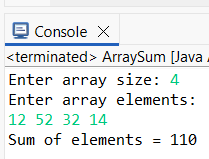 Console
<terminated> ArraySum [Java A
Enter array size: 4
Enter array elements:
12 52 32 14
Sum of elements = 110